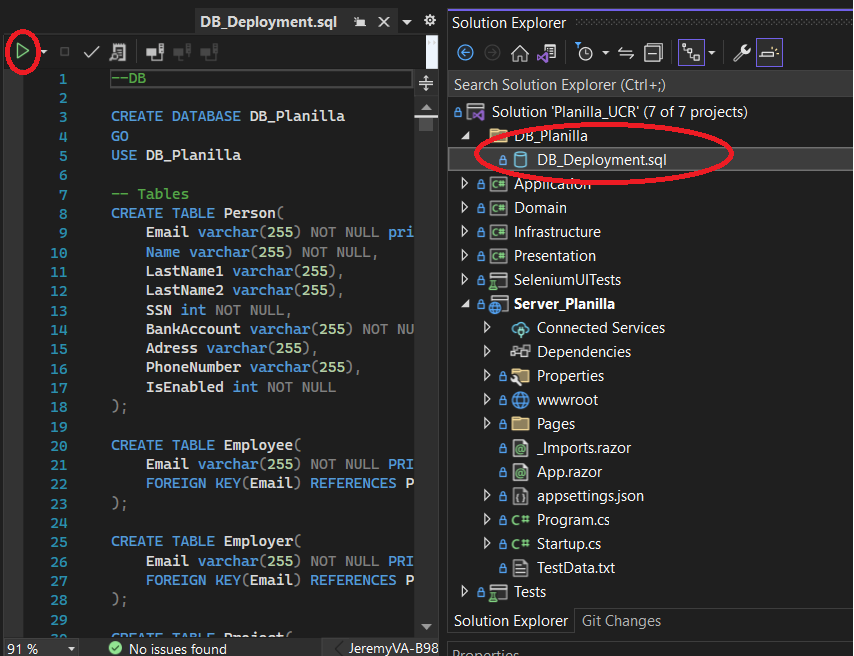 DB_Deployment.sql
1 --DB
2
3 CREATE DATABASE DB_Planilla
4 GO
5 USE DB_Planilla
6
7 -- Tables
8 CREATE TABLE Person(
9 Email varchar(255) NOT NULL pri
10 Name varchar(255) NOT NULL,
11 LastName1 varchar(255),
12 LastName2 varchar(255),
13 SSN int NOT NULL,
14 BankAccount varchar(255) NOT NU
15 Adress varchar(255),
16 PhoneNumber varchar(255),
17 IsEnabled int NOT NULL
18 );
19
20 CREATE TABLE Employee(
21 Email varchar(255) NOT NULL PRI
22 FOREIGN KEY(Email) REFERENCES P
23 );
24
25 CREATE TABLE Employer(
26 Email varchar(255) NOT NULL PRI
27 FOREIGN KEY(Email) REFERENCES P
28 );
29
30 CREATE TABLE Project(
91 %
No issues found
JeremyVA-B98
Solution Explorer
Search Solution Explorer (Ctrl+;)
Solution 'Planilla_UCR' (7 of 7 projects)
DB_Planilla
DB_Deployment.sql
Application
Domain
Infrastructure
Presentation
SeleniumUITests
Server_Planilla
Connected Services
Dependencies
Properties
wwwroot
Pages
_Imports.razor
App.razor
appsettings.json
Program.cs
Startup.cs
TestData.txt
Tests
Solution Explorer Git Changes
Properties